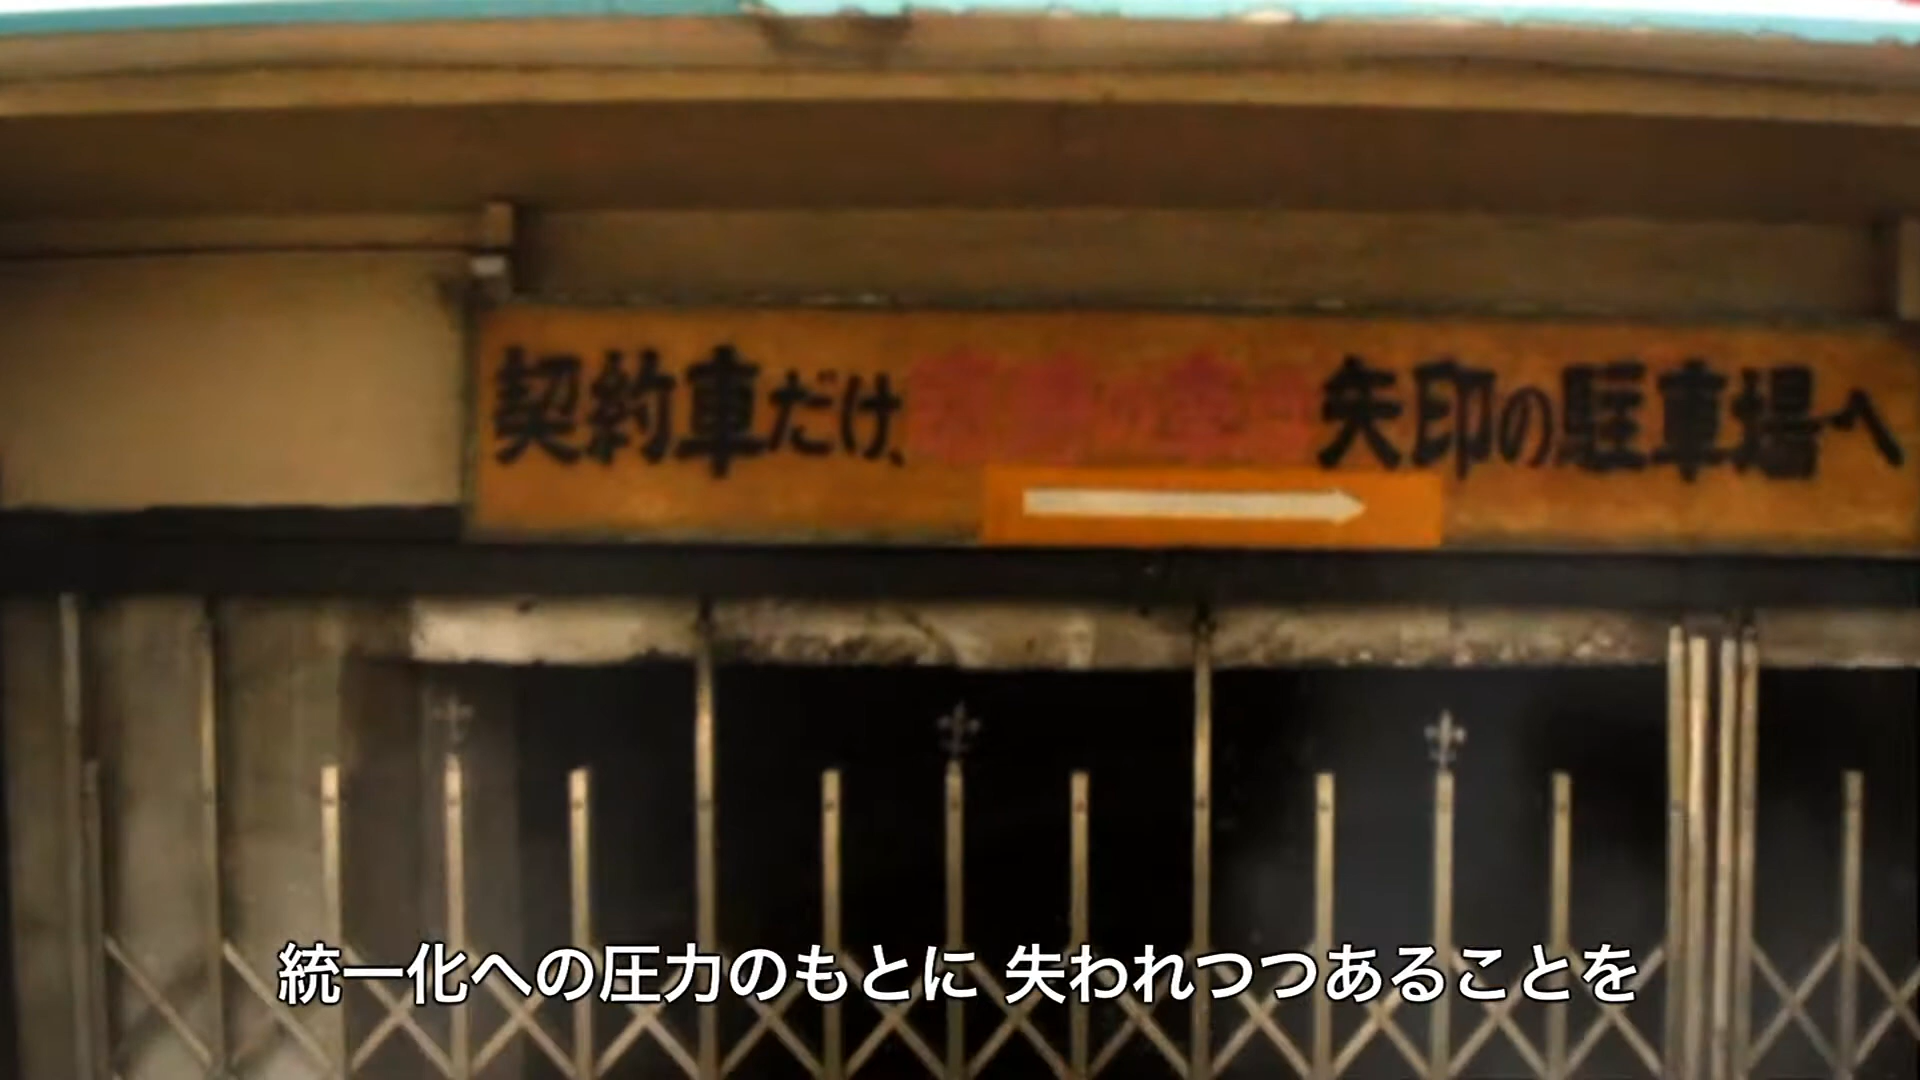 契約車だけ、
矢印の駐車場へ
統一化への圧力のもとに 失われつつあることを